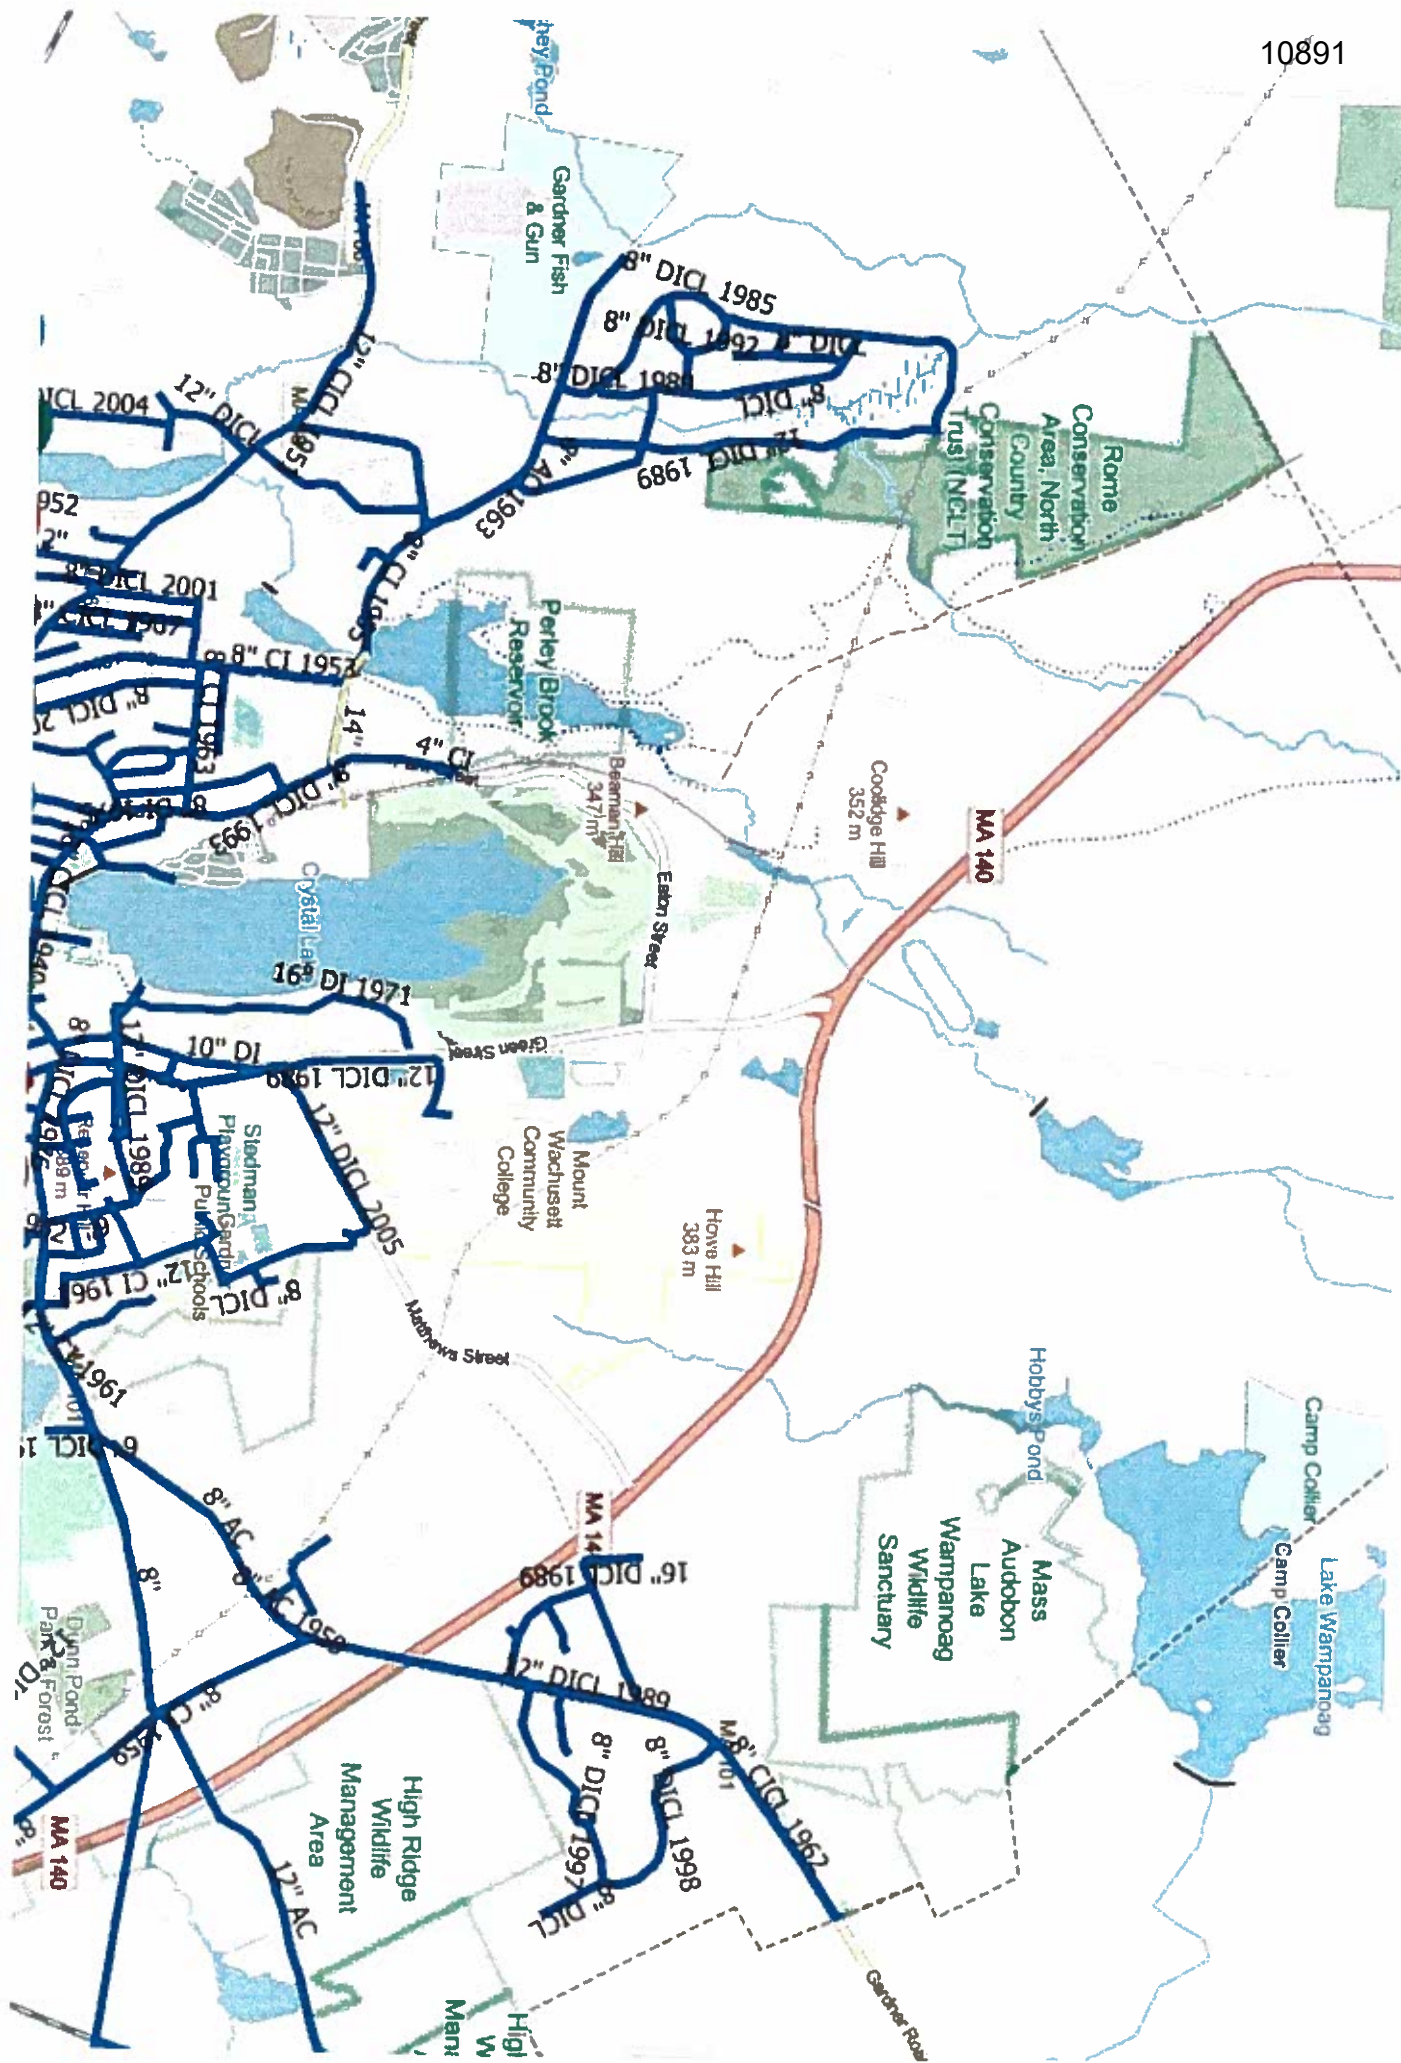 10891
Gardner Fish
& Gun
8" DICL 1985
8" DICL 1992
8" DICL 1989
8" DICL
12" DICL 1989
8" AC 1963
Rome
Conservation
Area, North
Country
Conservation
Trust (NCLT)
12" CICL
12" DICL
DICL 2004
8" DICL 2001
8" CI 1953
Perley Brook
Reservoir
14"
4" CI
8" DICL 1993
CI 1963
Beaman Hill
347 m
Coolidge Hill
352 m
MA 140
Eaton Street
Crystal Lake
16" DI 1971
10" DI
12" DICL 1989
Green Street
12" DICL 1989
12" DICL 2005
Mount
Wachusett
Community
College
Howe Hill
383 m
Stedman
Playground
Schools
12" CI 196
8" DICL
Matthews Street
1961
8" AC
8" AC 1958
8"
8" CI 1959
Dunn Pond
Park & Forest
MA 140
12" AC
High Ridge
Wildlife
Management
Area
MA 14
16" DICL 1989
12" DICL 1989
8" DICL 1997
8" DICL 1998
8" DICL
8" CICL 1962
Gardner Road
Hobbys Pond
Mass
Audobon
Lake
Wampanoag
Wildlife
Sanctuary
Camp Collier
Camp Collier
Lake Wampanoag